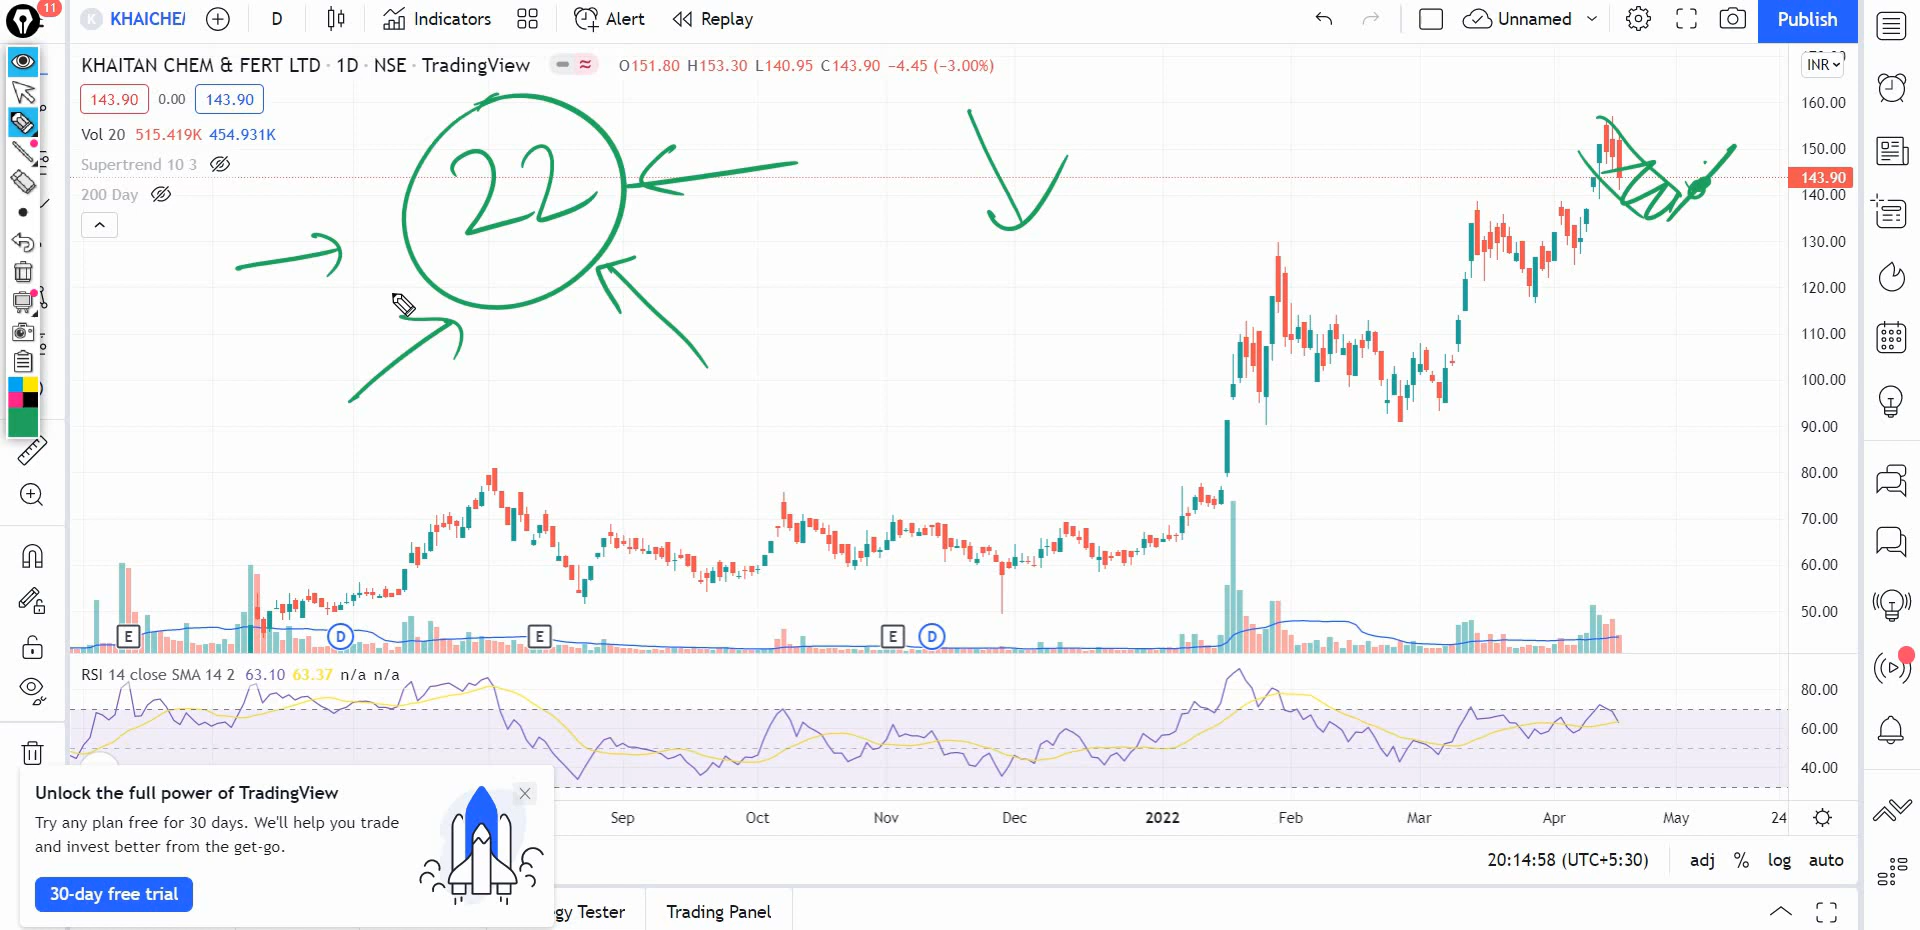 11
K KHAICHEM D Indicators Alert Replay Unnamed Publish
KHAITAN CHEM & FERT LTD · 1D · NSE · TradingView O151.80 H153.30 L140.95 C143.90 −4.45 (−3.00%)
INR
143.90 0.00 143.90
Vol 20 515.419K 454.931K
Supertrend 10 3
200 Day
22
160.00
150.00
143.90
140.00
130.00
120.00
110.00
100.00
90.00
80.00
70.00
60.00
50.00
E D E E D
RSI 14 close SMA 14 2 63.10 63.37 n/a n/a
80.00
60.00
40.00
Sep Oct Nov Dec 2022 Feb Mar Apr May 24
Unlock the full power of TradingView
Try any plan free for 30 days. We'll help you trade
and invest better from the get-go.
30-day free trial
20:14:58 (UTC+5:30) adj % log auto
gy Tester Trading Panel